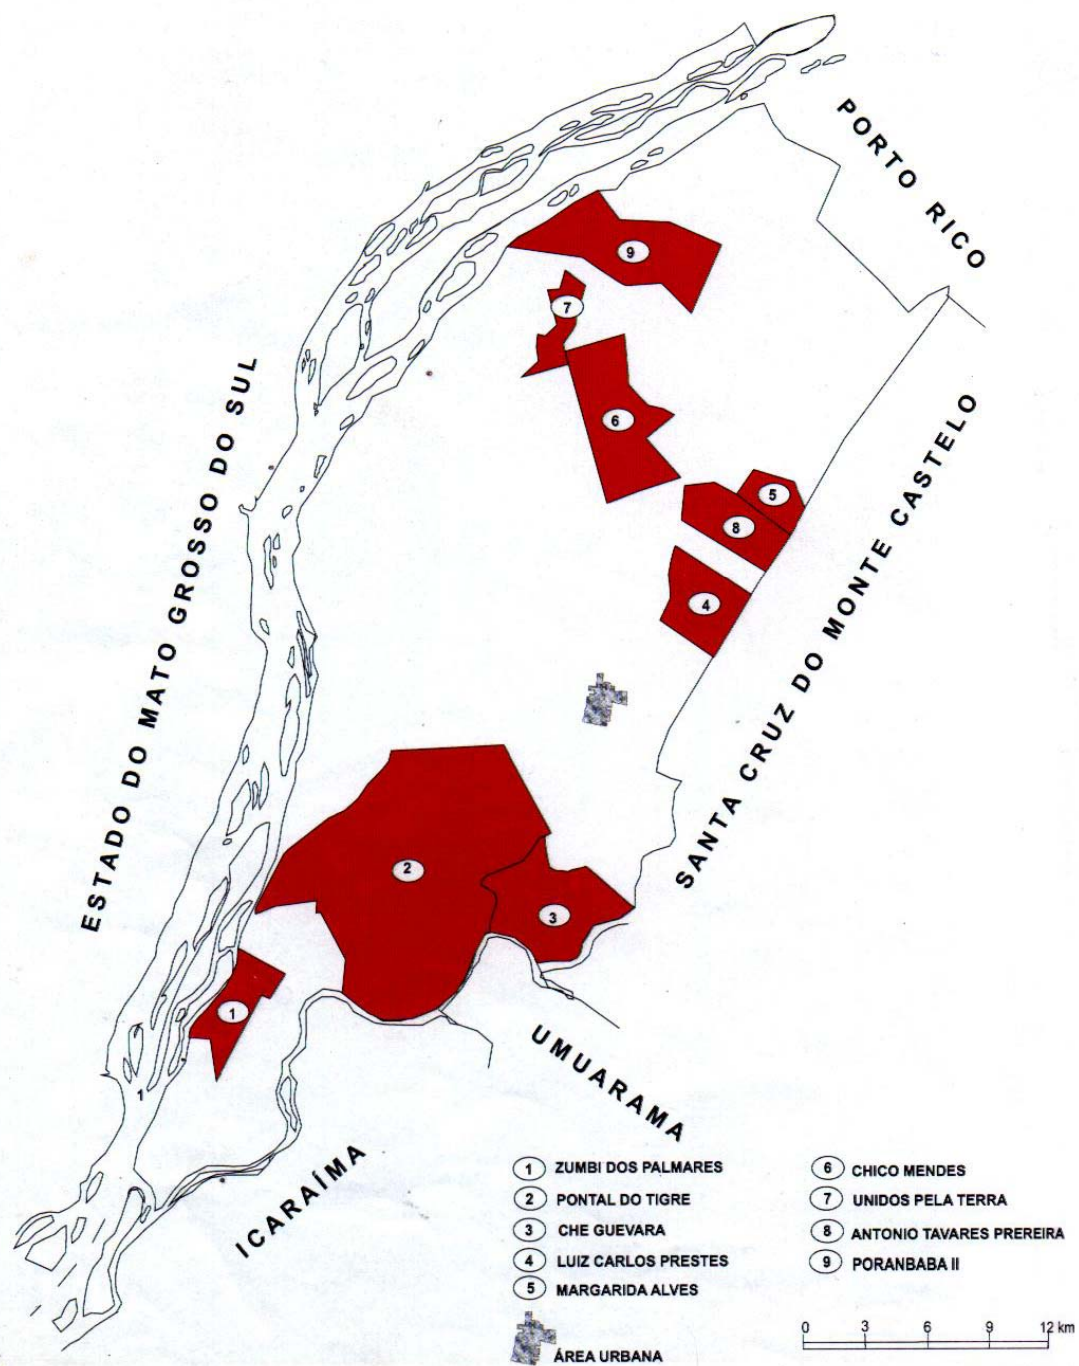 PORTO RICO
ESTADO DO MATO GROSSO DO SUL
SANTA CRUZ DO MONTE CASTELO
9
7
6
5
8
4
2
3
1
1
UMUARAMA
ICARAÍMA
1 ZUMBI DOS PALMARES
2 PONTAL DO TIGRE
3 CHE GUEVARA
4 LUIZ CARLOS PRESTES
5 MARGARIDA ALVES
ÁREA URBANA
6 CHICO MENDES
7 UNIDOS PELA TERRA
8 ANTONIO TAVARES PREREIRA
9 PORANBABA II
0 3 6 9 12 km